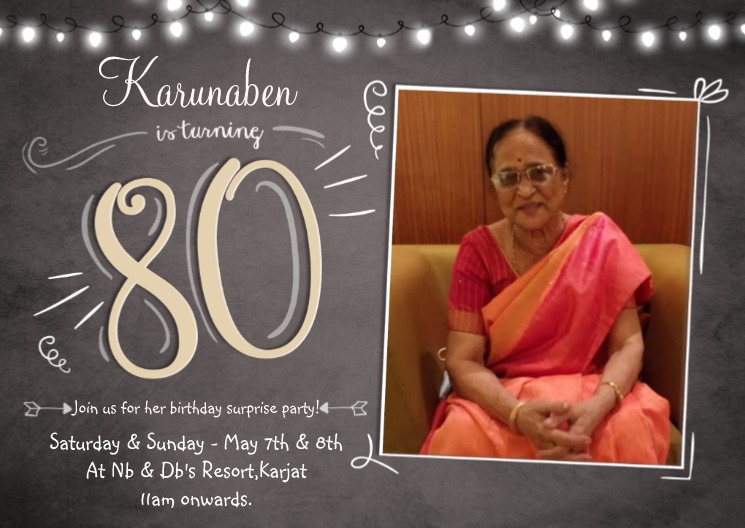 Karunaben
is turning
80
Join us for her birthday surprise party!
Saturday & Sunday - May 7th & 8th
At Nb & Db's Resort,Karjat
11am onwards.